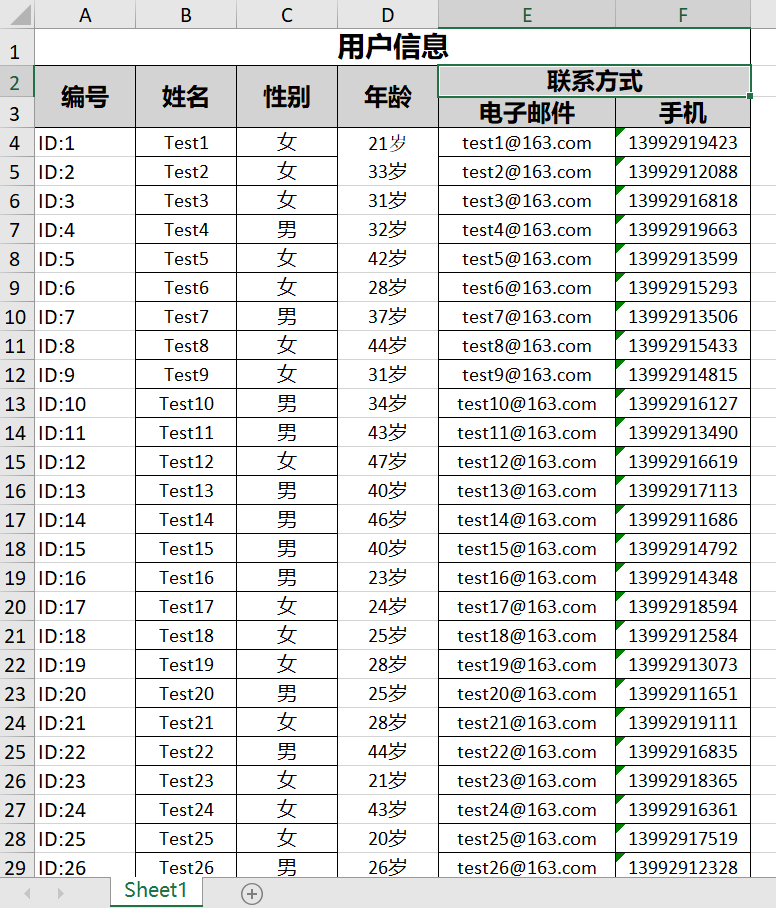 A B C D E F
1 用户信息
2 编号 姓名 性别 年龄 联系方式
3 电子邮件 手机
4 ID:1 Test1 女 21岁 test1@163.com 13992919423
5 ID:2 Test2 女 33岁 test2@163.com 13992912088
6 ID:3 Test3 女 31岁 test3@163.com 13992916818
7 ID:4 Test4 男 32岁 test4@163.com 13992919663
8 ID:5 Test5 女 42岁 test5@163.com 13992913599
9 ID:6 Test6 女 28岁 test6@163.com 13992915293
10 ID:7 Test7 男 37岁 test7@163.com 13992913506
11 ID:8 Test8 女 44岁 test8@163.com 13992915433
12 ID:9 Test9 女 31岁 test9@163.com 13992914815
13 ID:10 Test10 男 34岁 test10@163.com 13992916127
14 ID:11 Test11 男 43岁 test11@163.com 13992913490
15 ID:12 Test12 女 47岁 test12@163.com 13992916619
16 ID:13 Test13 男 40岁 test13@163.com 13992917113
17 ID:14 Test14 男 46岁 test14@163.com 13992911686
18 ID:15 Test15 男 40岁 test15@163.com 13992914792
19 ID:16 Test16 男 23岁 test16@163.com 13992914348
20 ID:17 Test17 女 24岁 test17@163.com 13992918594
21 ID:18 Test18 女 25岁 test18@163.com 13992912584
22 ID:19 Test19 女 28岁 test19@163.com 13992913073
23 ID:20 Test20 男 25岁 test20@163.com 13992911651
24 ID:21 Test21 女 28岁 test21@163.com 13992919111
25 ID:22 Test22 男 44岁 test22@163.com 13992916835
26 ID:23 Test23 女 21岁 test23@163.com 13992918365
27 ID:24 Test24 女 43岁 test24@163.com 13992916361
28 ID:25 Test25 女 20岁 test25@163.com 13992917519
29 ID:26 Test26 男 26岁 test26@163.com 13992912328
Sheet1